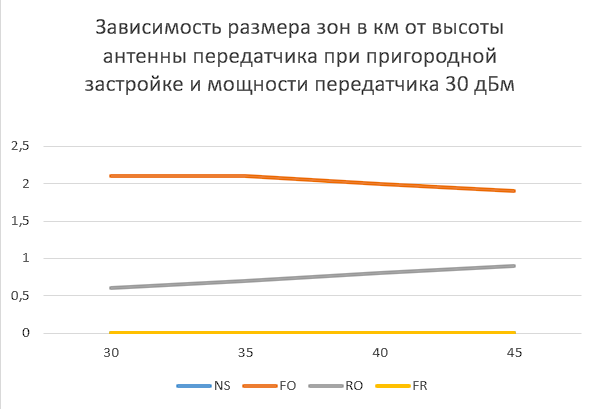 Зависимость размера зон в км от высоты
антенны передатчика при пригородной
застройке и мощности передатчика 30 дБм
2,5
2
1,5
1
0,5
0
30 35 40 45
NS FO RO FR